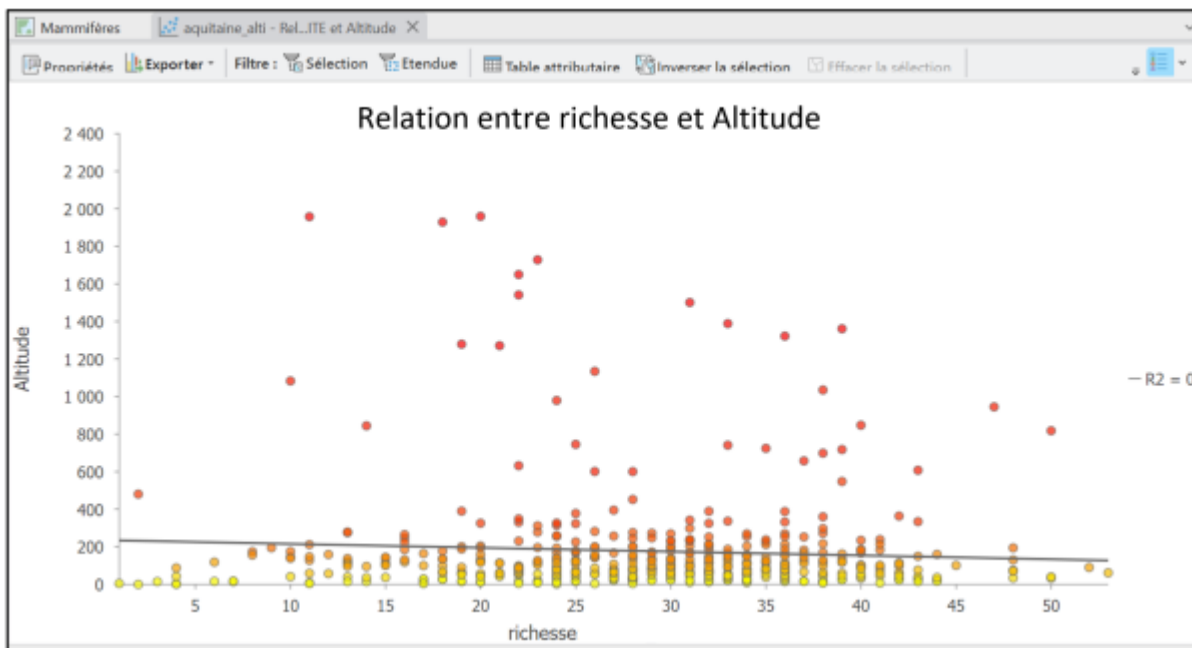 Mammifères aquitaine_alti - Rel...ITE et Altitude
Propriétés Exporter Filtre : Sélection Etendue Table attributaire Inverser la sélection Effacer la sélection
Relation entre richesse et Altitude
2 400
2 200
2 000
1 800
1 600
1 400
1 200
1 000
800
600
400
200
0
Altitude
R2 = 0
5 10 15 20 25 30 35 40 45 50
richesse